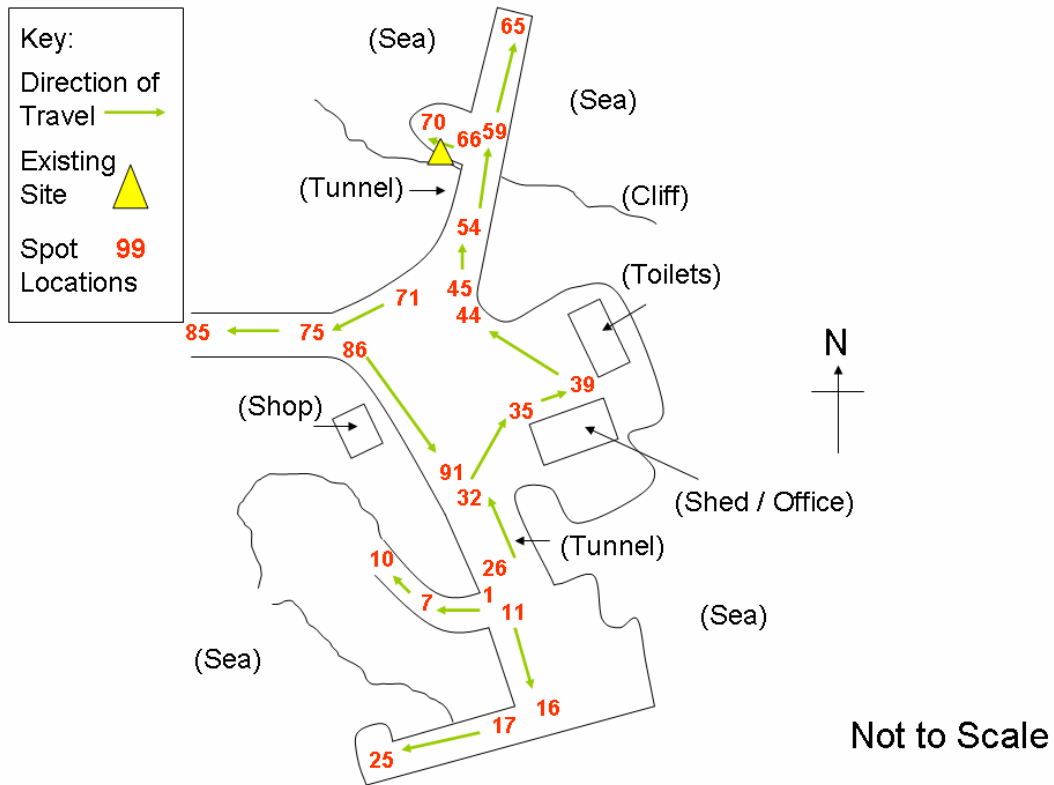 Key:
Direction of
Travel
Existing
Site
Spot 99
Locations
65
(Sea)
(Sea)
70
66
59
(Tunnel)
(Cliff)
54
(Toilets)
45
71
44
85
75
86
N
39
(Shop)
35
91
32
(Shed / Office)
(Tunnel)
10
26
1
7
11
(Sea)
(Sea)
16
17
25
Not to Scale